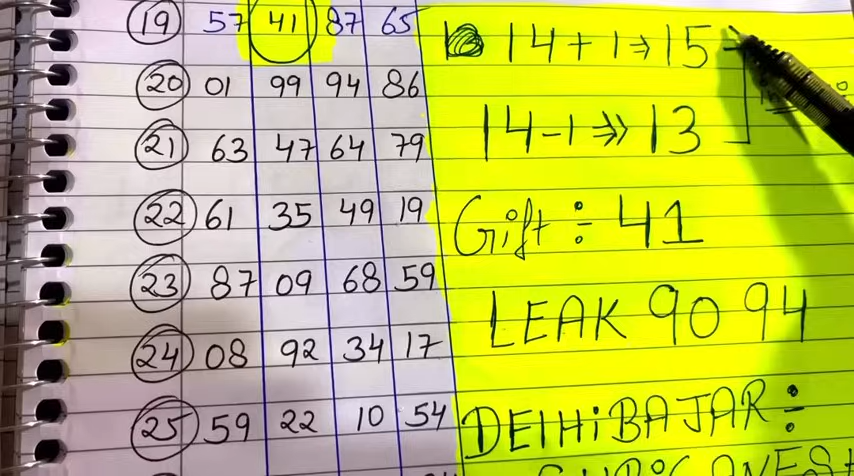 19 57 41 87 65
20 01 99 94 86
21 63 47 64 79
22 61 35 49 19
23 87 09 68 59
24 08 92 34 17
25 59 22 10 54
14 + 1 ⇒ 15
14 - 1 ⇒ 13
Gift ÷ 41
LEAK 90 94
DElHi BAJAR :